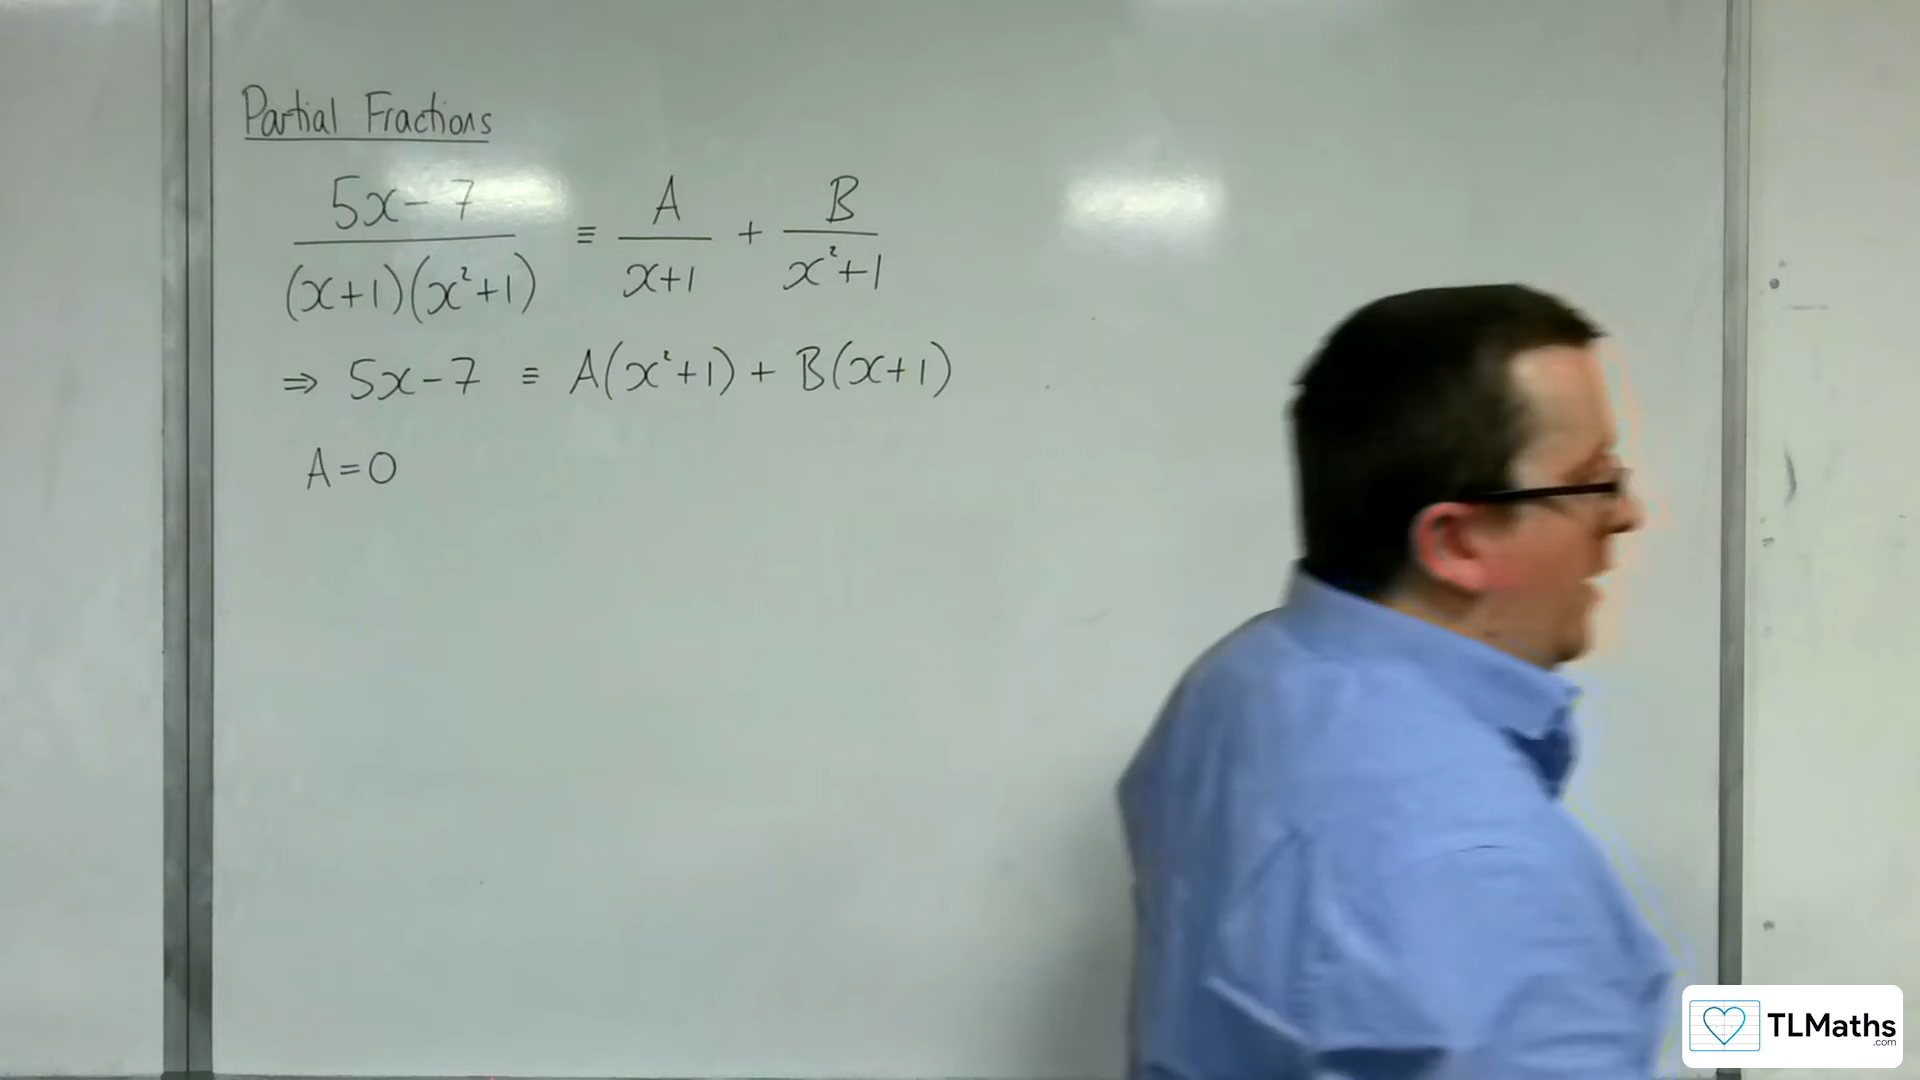 Partial Fractions
5x-7 / (x+1)(x²+1) ≡ A / x+1 + B / x²+1
⇒ 5x-7 ≡ A(x²+1) + B(x+1)
A=0
TLMaths
.com